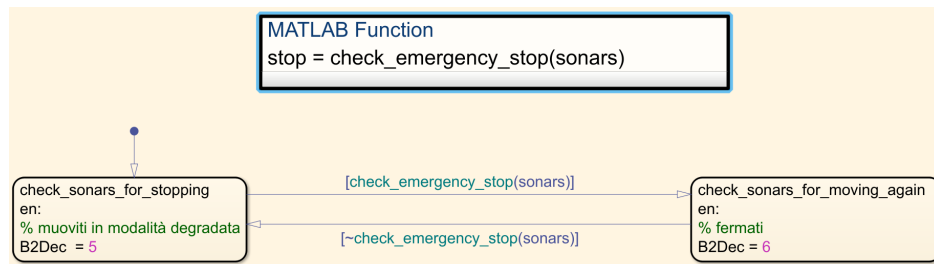 MATLAB Function
stop = check_emergency_stop(sonars)
check_sonars_for_stopping
en:
% muoviti in modalità degradata
B2Dec = 5
[check_emergency_stop(sonars)]
[~check_emergency_stop(sonars)]
check_sonars_for_moving_again
en:
% fermati
B2Dec = 6